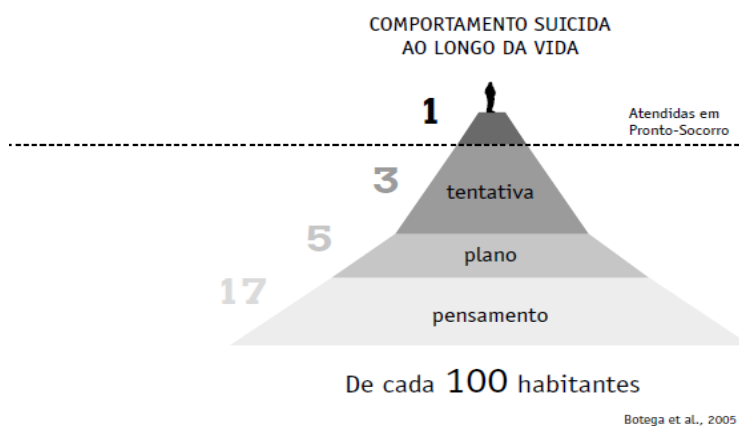 COMPORTAMENTO SUICIDA
AO LONGO DA VIDA
1
Atendidas em
Pronto-Socorro
3
tentativa
5
plano
17
pensamento
De cada 100 habitantes
Botega et al., 2005